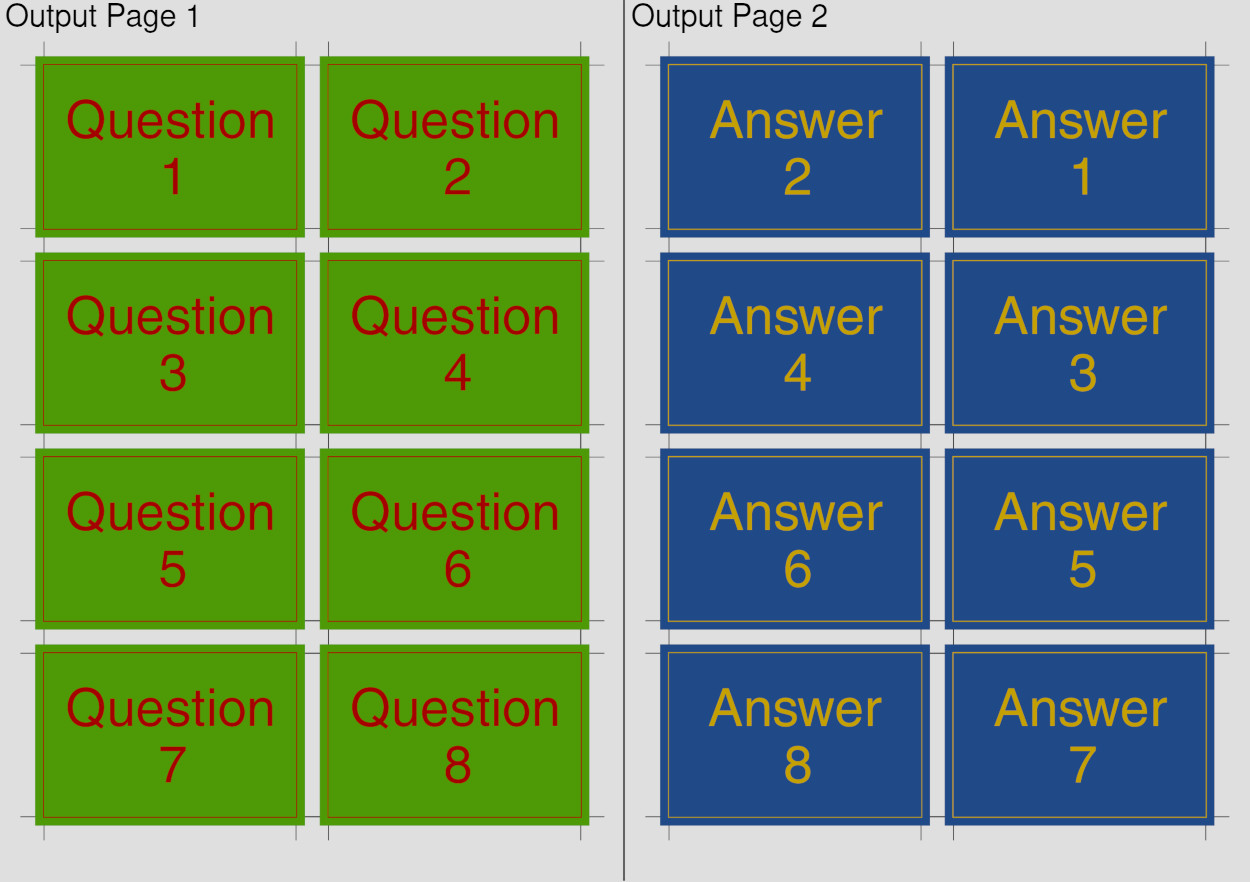 Output Page 1
Question
1
Question
2
Question
3
Question
4
Question
5
Question
6
Question
7
Question
8
Output Page 2
Answer
2
Answer
1
Answer
4
Answer
3
Answer
6
Answer
5
Answer
8
Answer
7